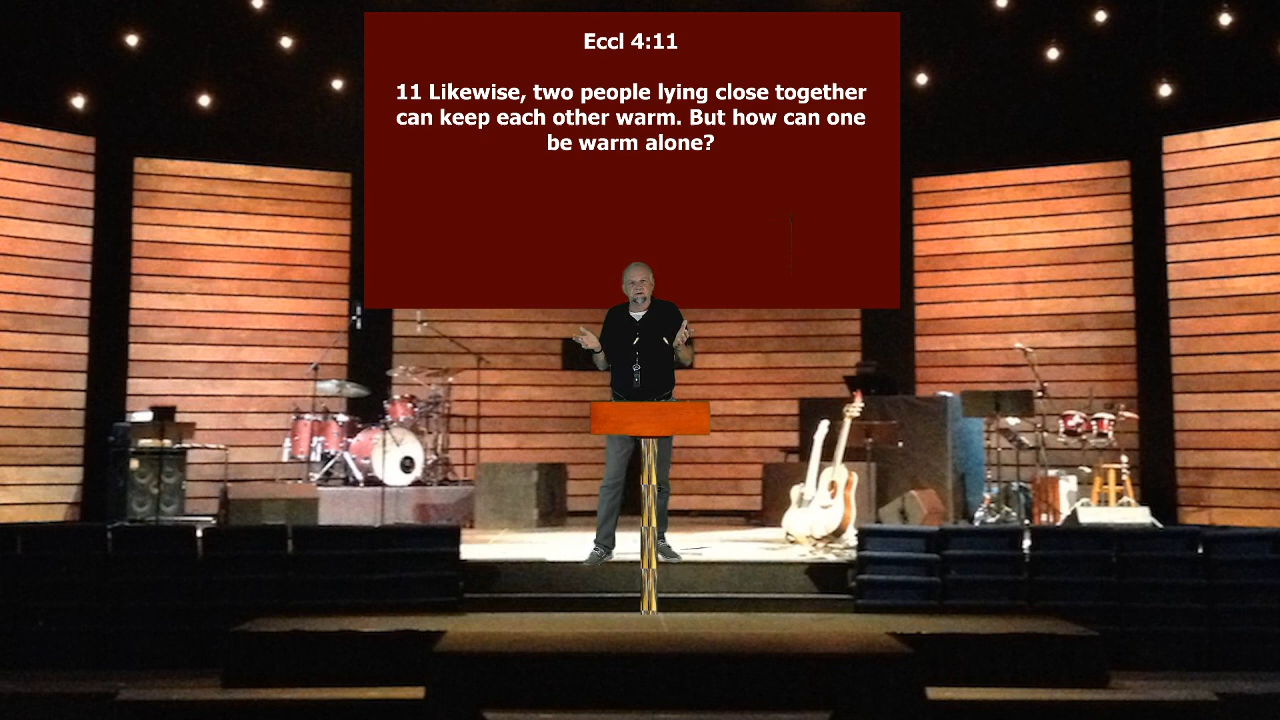 Eccl 4:11
11 Likewise, two people lying close together
can keep each other warm. But how can one
be warm alone?